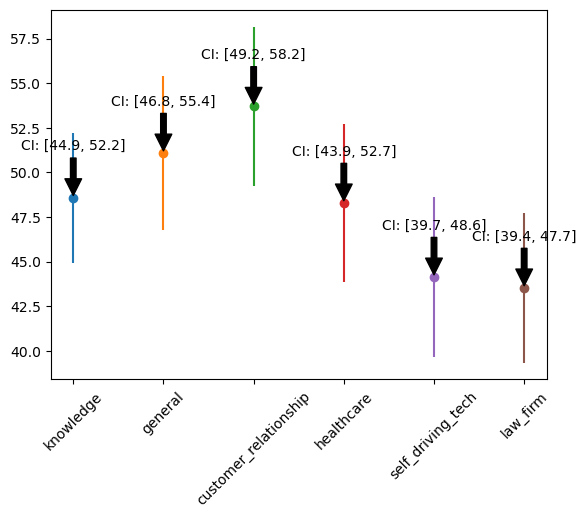 57.5
CI: [49.2, 58.2]
55.0
CI: [46.8, 55.4]
52.5
CI: [44.9, 52.2]
CI: [43.9, 52.7]
50.0
47.5
CI: [39.7, 48.6]
CI: [39.4, 47.7]
45.0
42.5
40.0
knowledge
general
customer_relationship
healthcare
self_driving_tech
law_firm